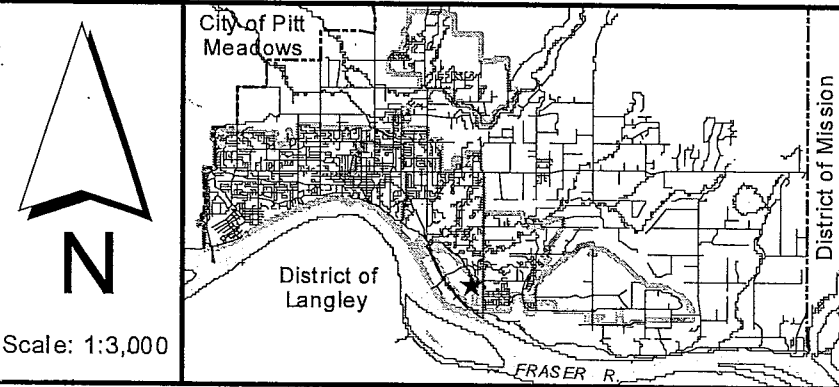 City of Pitt
Meadows
District of Mission
N
District of
Langley
Scale: 1:3,000
FRASER R.